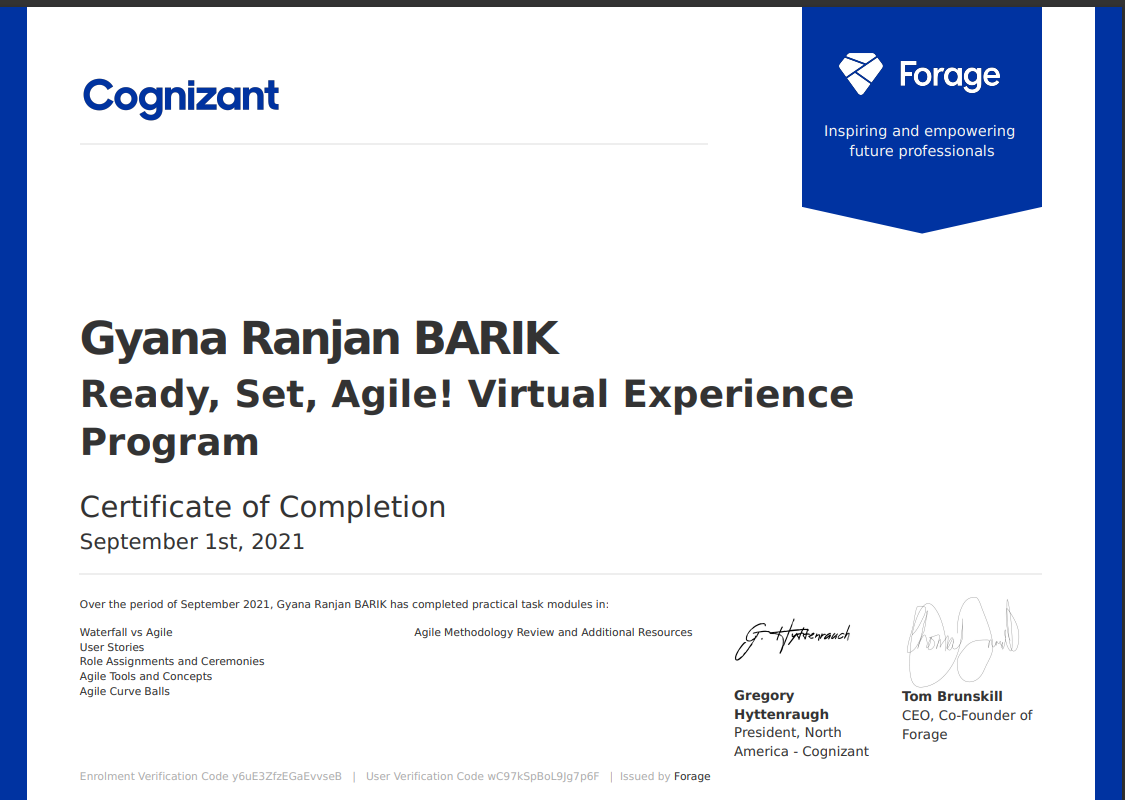 Cognizant
Forage
Inspiring and empowering
future professionals
Gyana Ranjan BARIK
Ready, Set, Agile! Virtual Experience
Program
Certificate of Completion
September 1st, 2021
Over the period of September 2021, Gyana Ranjan BARIK has completed practical task modules in:
Waterfall vs Agile
User Stories
Role Assignments and Ceremonies
Agile Tools and Concepts
Agile Curve Balls
Agile Methodology Review and Additional Resources
G. Hyttenrauch
Gregory
Hyttenraugh
President, North
America - Cognizant
Tom Brunskill
CEO, Co-Founder of
Forage
Enrolment Verification Code y6uE3ZfzEGaEvvseB | User Verification Code wC97kSpBoL9Jg7p6F | Issued by Forage